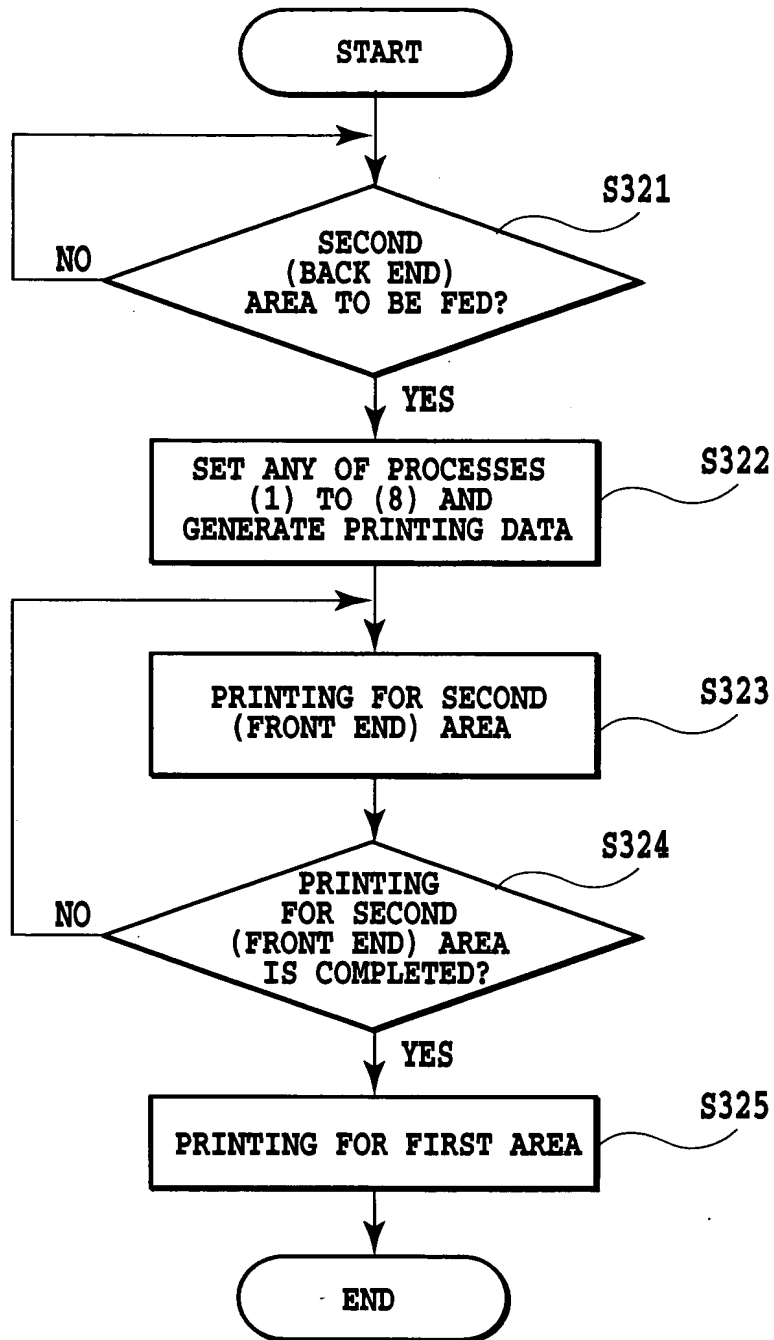 START
S321
SECOND
(BACK END)
AREA TO BE FED?
NO
YES
S322
SET ANY OF PROCESSES
(1) TO (8) AND
GENERATE PRINTING DATA
S323
PRINTING FOR SECOND
(FRONT END) AREA
S324
PRINTING
FOR SECOND
(FRONT END) AREA
IS COMPLETED?
NO
YES
S325
PRINTING FOR FIRST AREA
END